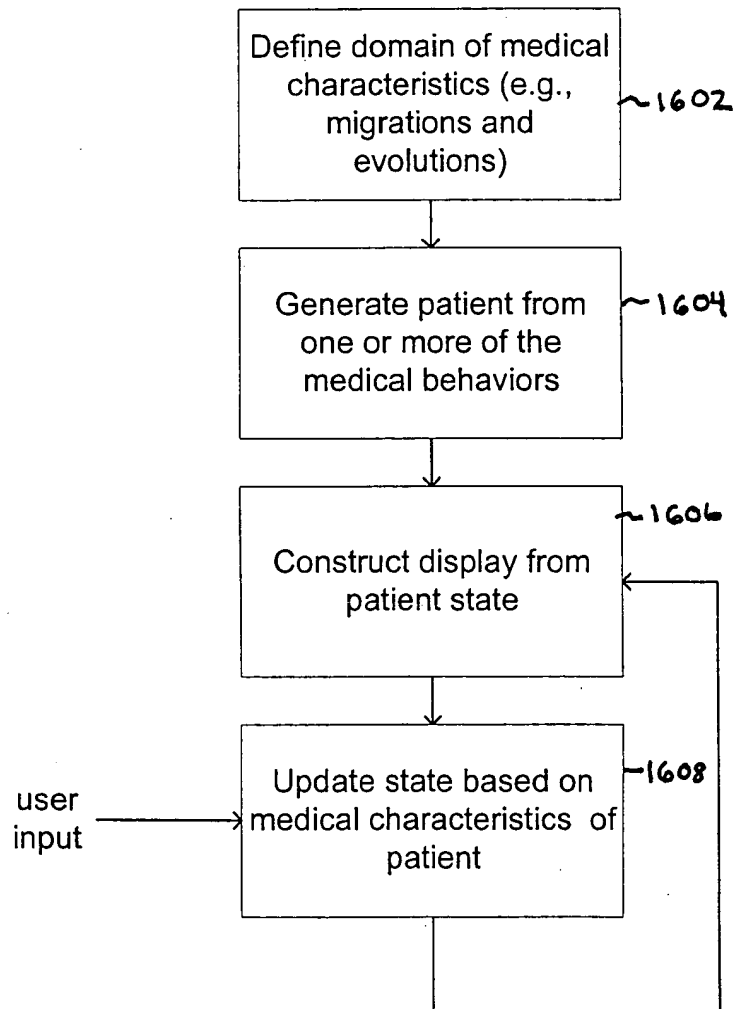 Define domain of medical
characteristics (e.g.,
migrations and
evolutions)
1602
Generate patient from
one or more of the
medical behaviors
1604
Construct display from
patient state
1606
user
input
Update state based on
medical characteristics of
patient
1608